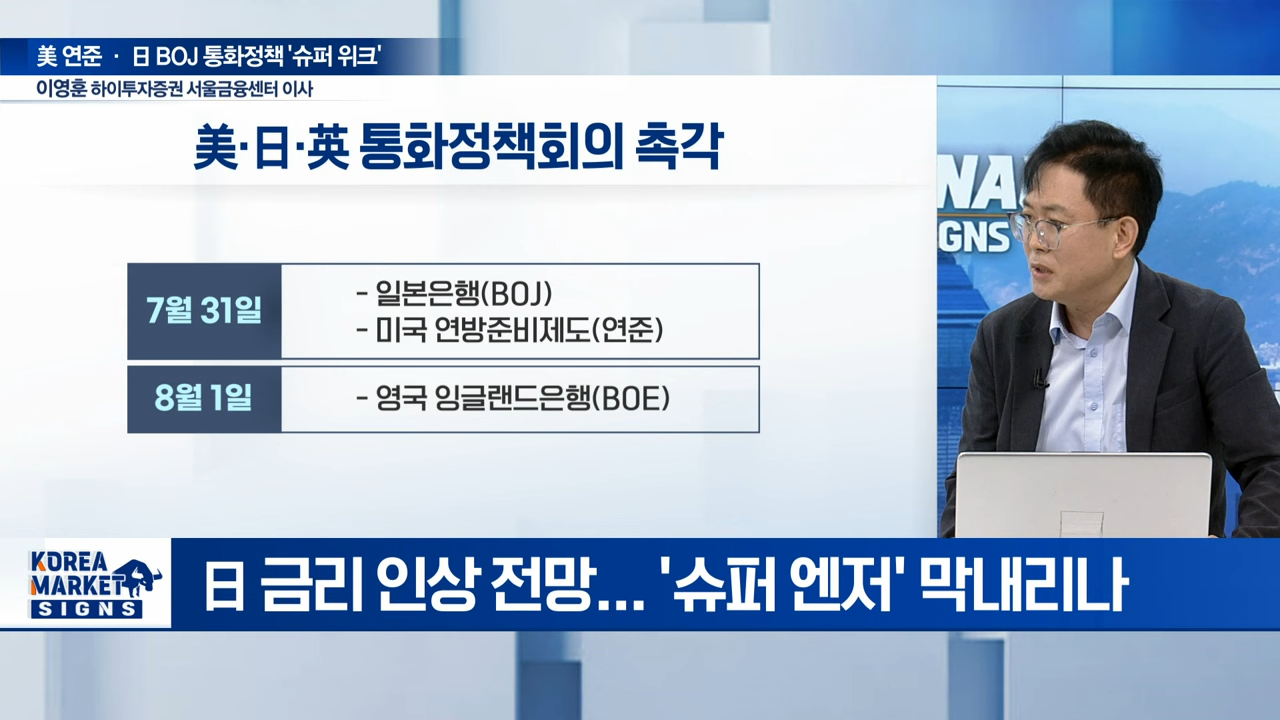 美 연준 · 日 BOJ 통화정책 '슈퍼 위크'
이영훈 하이투자증권 서울금융센터 이사
美·日·英 통화정책회의 촉각
7월 31일
- 일본은행(BOJ)
- 미국 연방준비제도(연준)
8월 1일
- 영국 잉글랜드은행(BOE)
NA
GNS
KOREA
MARKET
SIGNS
日 금리 인상 전망... '슈퍼 엔저' 막내리나